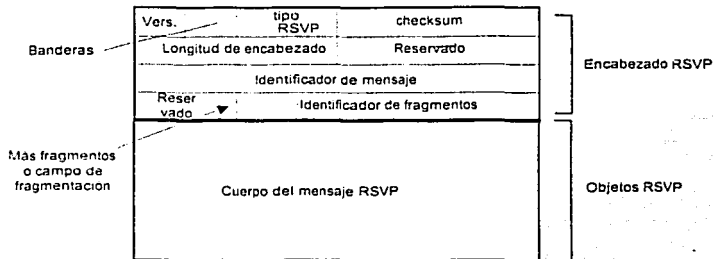 Vers.
tipo
RSVP
checksum
Banderas
Longitud de encabezado
Reservado
Identificador de mensaje
Encabezado RSVP
Reser
vado
Identificador de fragmentos
Más fragmentos
o campo de
fragmentación
Cuerpo del mensaje RSVP
Objetos RSVP